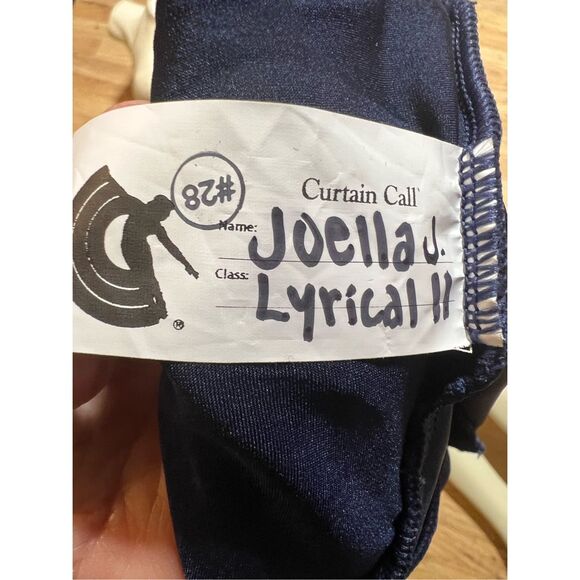 #28
Curtain Call
Name: Joella J.
Class: Lyrical II
®